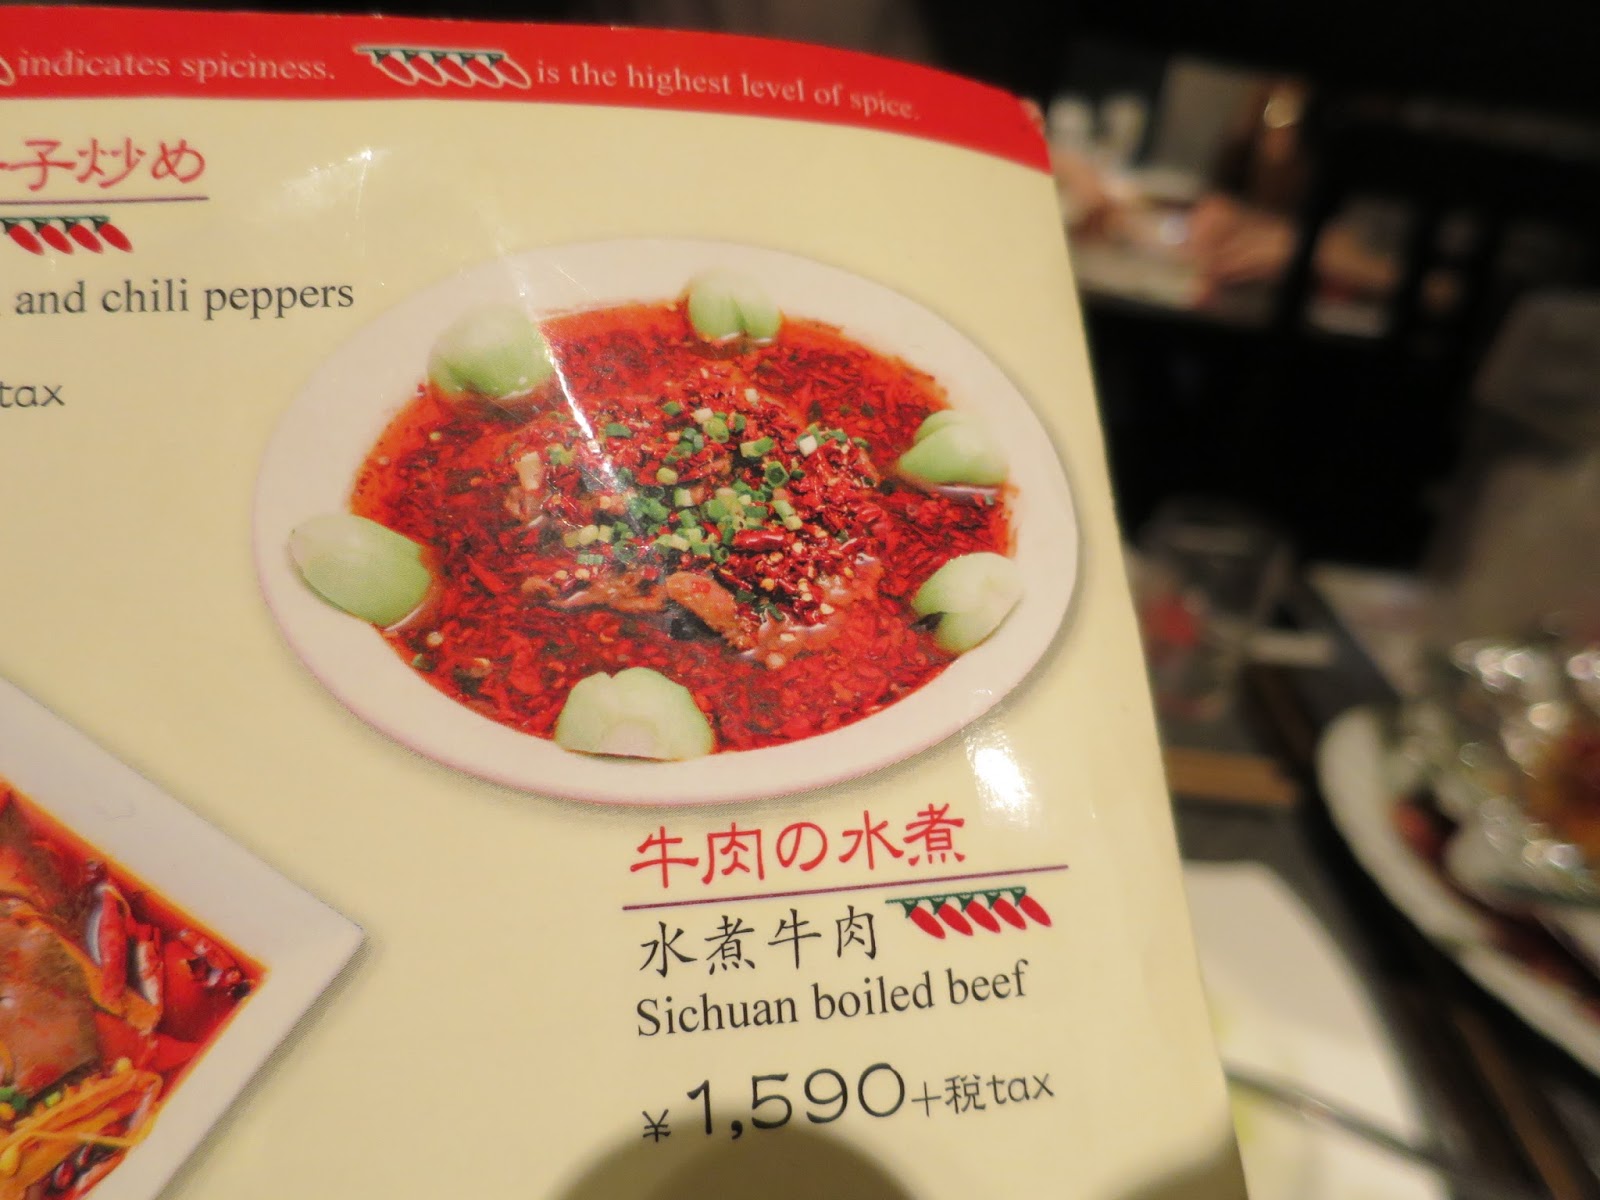 indicates spiciness. is the highest level of spice.
子炒め
and chili peppers
tax
牛肉の水煮
水煮牛肉
Sichuan boiled beef
¥1,590+税tax